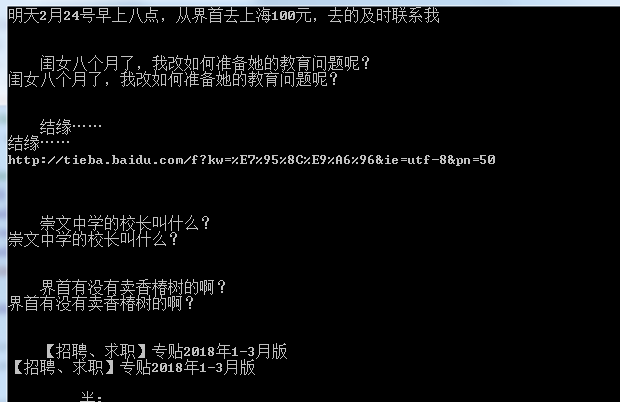 明天2月24号早上八点，从界首去上海100元，去的及时联系我
闺女八个月了，我改如何准备她的教育问题呢？
闺女八个月了，我改如何准备她的教育问题呢？
结缘……
结缘……
http://tieba.baidu.com/f?kw=%E7%95%8C%E9%A6%96&ie=utf-8&pn=50
崇文中学的校长叫什么？
崇文中学的校长叫什么？
界首有没有卖香椿树的啊？
界首有没有卖香椿树的啊？
【招聘、求职】专贴2018年1-3月版
【招聘、求职】专贴2018年1-3月版
半: